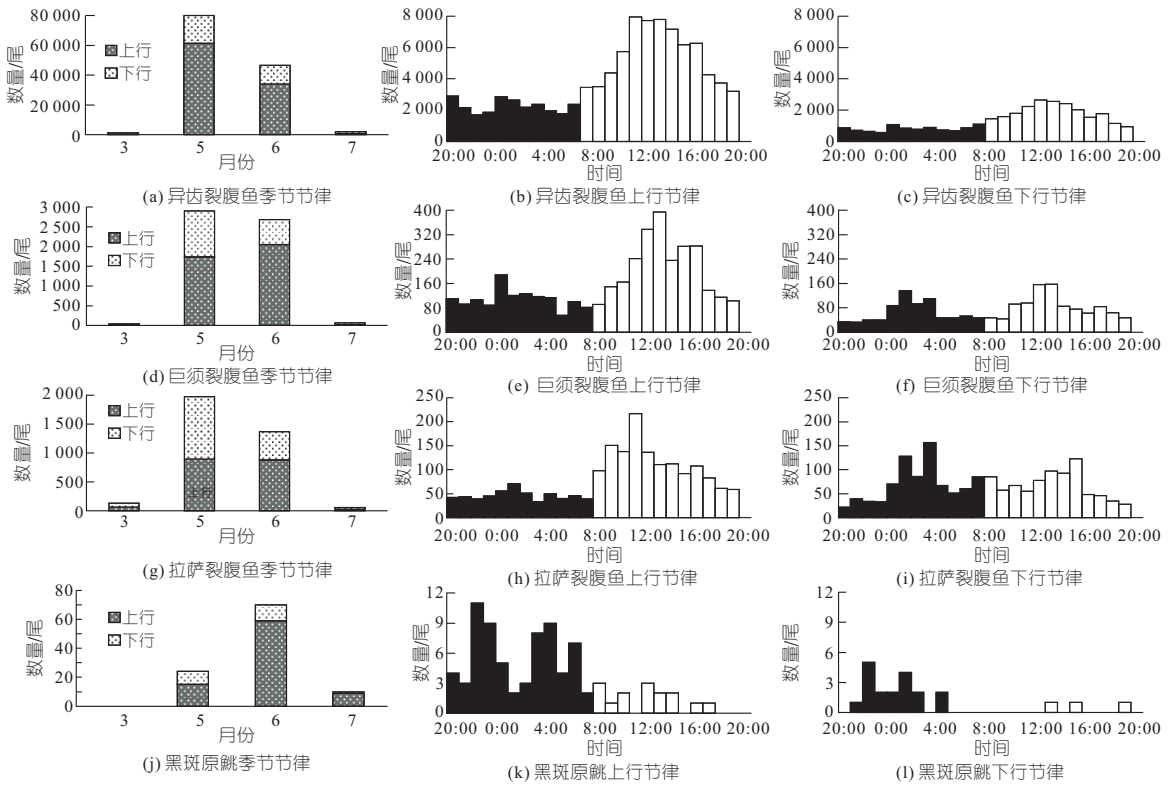 80 000
60 000
40 000
20 000
0
数量/尾
上行
下行
3 5 6 7
月份
(a) 异齿裂腹鱼季节节律
8 000
6 000
4 000
2 000
0
数量/尾
20:00 0:00 4:00 8:00 12:00 16:00 20:00
时间
(b) 异齿裂腹鱼上行节律
8 000
6 000
4 000
2 000
0
数量/尾
20:00 0:00 4:00 8:00 12:00 16:00 20:00
时间
(c) 异齿裂腹鱼下行节律
3 000
2 500
2 000
1 500
1 000
500
0
数量/尾
上行
下行
3 5 6 7
月份
(d) 巨须裂腹鱼季节节律
400
320
240
160
80
0
数量/尾
20:00 0:00 4:00 8:00 12:00 16:00 20:00
时间
(e) 巨须裂腹鱼上行节律
400
320
240
160
80
0
数量/尾
20:00 0:00 4:00 8:00 12:00 16:00 20:00
时间
(f) 巨须裂腹鱼下行节律
2 000
1 500
1 000
500
0
数量/尾
上行
下行
3 5 6 7
月份
(g) 拉萨裂腹鱼季节节律
250
200
150
100
50
0
数量/尾
20:00 0:00 4:00 8:00 12:00 16:00 20:00
时间
(h) 拉萨裂腹鱼上行节律
250
200
150
100
50
0
数量/尾
20:00 0:00 4:00 8:00 12:00 16:00 20:00
时间
(i) 拉萨裂腹鱼下行节律
80
60
40
20
0
数量/尾
上行
下行
3 5 6 7
月份
(j) 黑斑原鮡季节节律
12
9
6
3
0
数量/尾
20:00 0:00 4:00 8:00 12:00 16:00 20:00
时间
(k) 黑斑原鮡上行节律
12
9
6
3
0
数量/尾
20:00 0:00 4:00 8:00 12:00 16:00 20:00
时间
(l) 黑斑原鮡下行节律